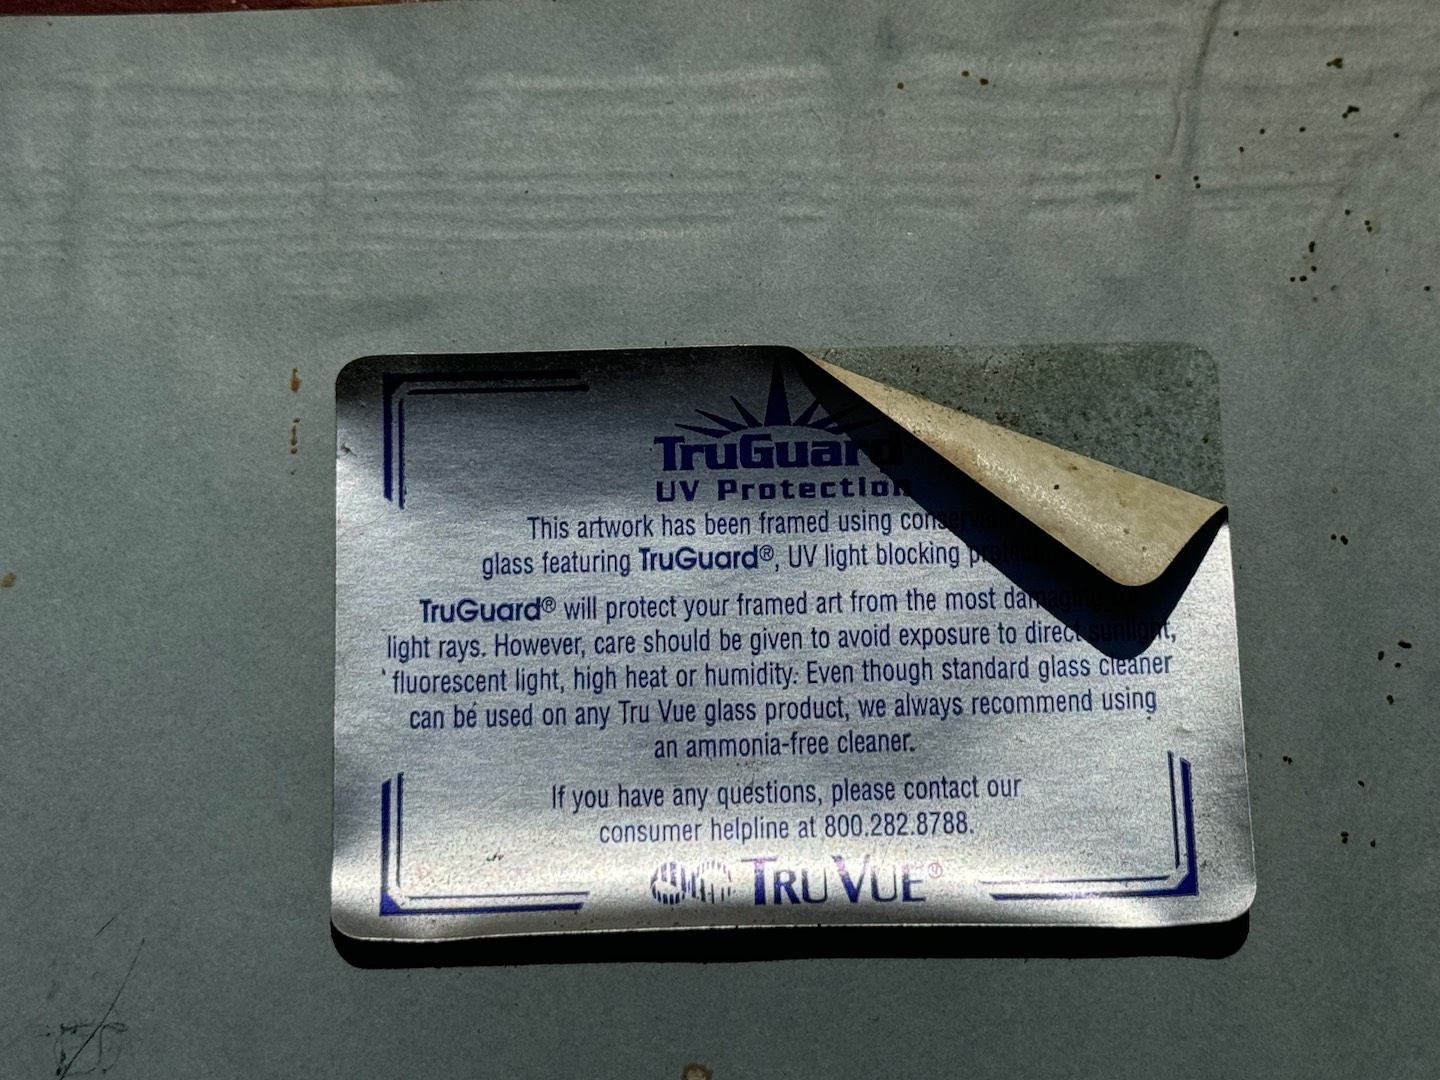 TruGuard
UV Protection
This artwork has been framed using
glass featuring TruGuard®, UV light blocking
TruGuard® will protect your framed art from the most damaging
light rays. However, care should be given to avoid exposure to direct sunlight,
fluorescent light, high heat or humidity. Even though standard glass cleaner
can be used on any Tru Vue glass product, we always recommend using
an ammonia-free cleaner.
If you have any questions, please contact our
consumer helpline at 800.282.8788.
TRU VUE®